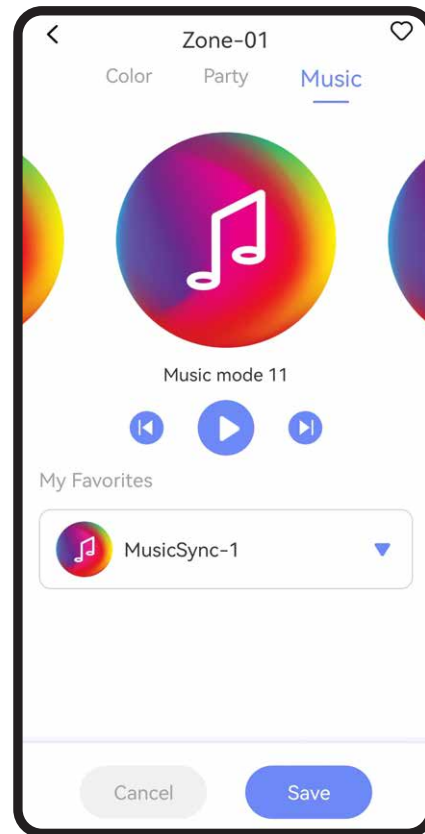 Zone-01
Color Party Music
Music mode 11
My Favorites
MusicSync-1
Cancel Save